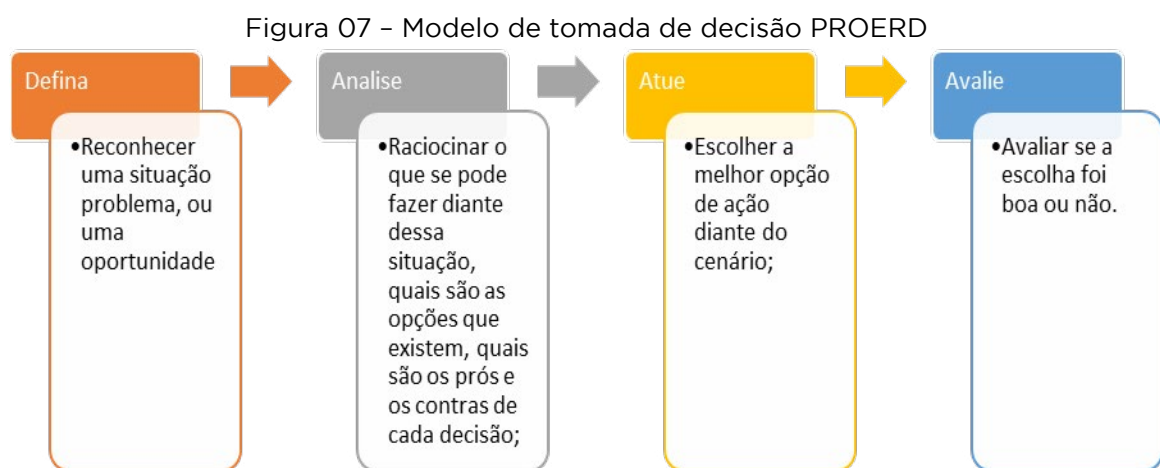 Figura 07 – Modelo de tomada de decisão PROERD
Defina
•Reconhecer
uma situação
problema, ou
uma
oportunidade
Analise
•Raciocinar o
que se pode
fazer diante
dessa
situação,
quais são as
opções que
existem, quais
são os prós e
os contras de
cada decisão;
Atue
•Escolher a
melhor opção
de ação
diante do
cenário;
Avalie
•Avaliar se a
escolha foi
boa ou não.